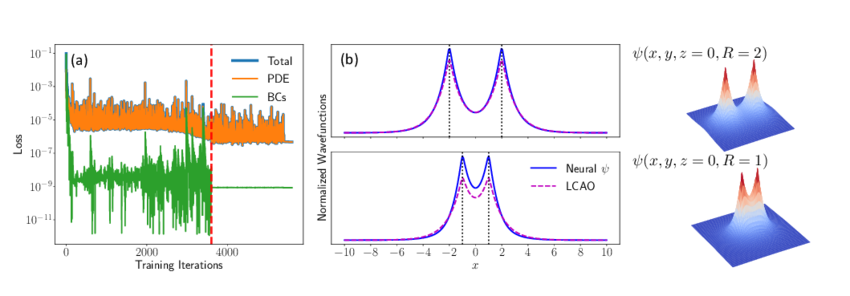 (a)
Total
PDE
BCs
10⁻¹
10⁻³
10⁻⁵
10⁻⁷
10⁻⁹
10⁻¹¹
Loss
0 2000 4000
Training Iterations
(b)
Normalized Wavefunctions
Neural ψ
LCAO
−10 −8 −6 −4 −2 0 2 4 6 8 10
x
ψ(x, y, z = 0, R = 2)
ψ(x, y, z = 0, R = 1)